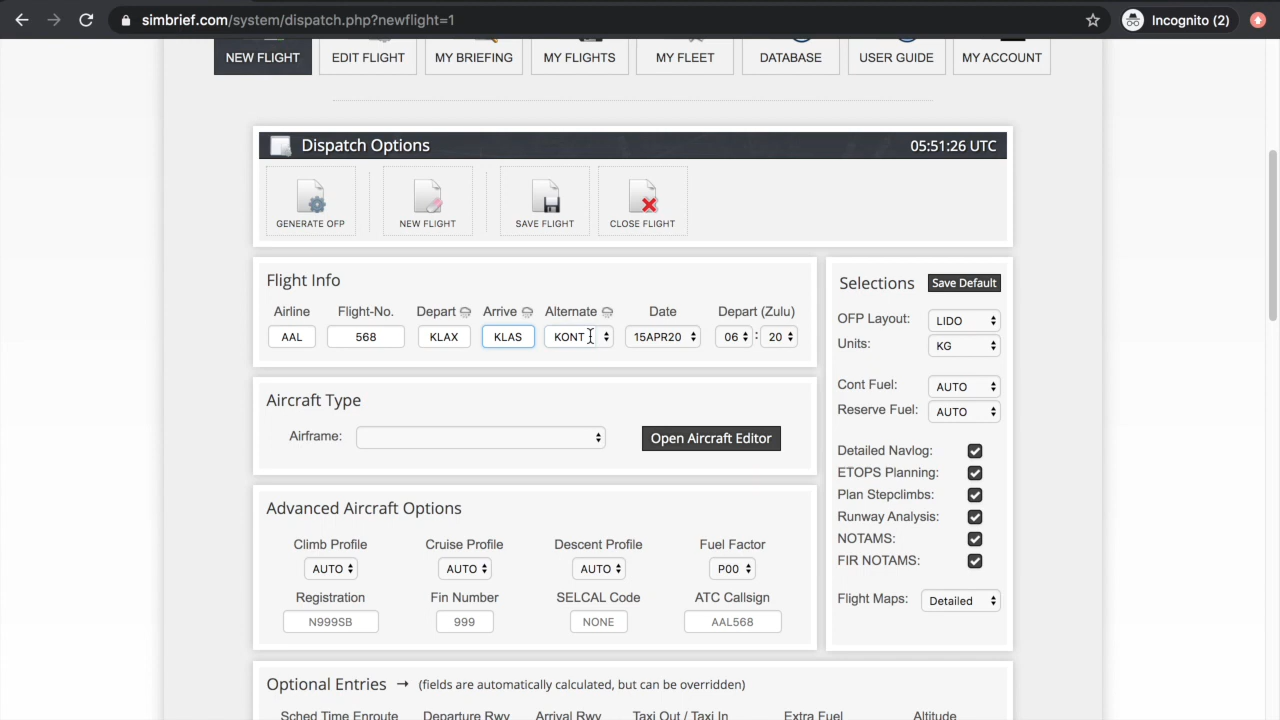 simbrief.com/system/dispatch.php?newflight=1
Incognito (2)
NEW FLIGHT
EDIT FLIGHT
MY BRIEFING
MY FLIGHTS
MY FLEET
DATABASE
USER GUIDE
MY ACCOUNT
Dispatch Options
05:51:26 UTC
GENERATE OFP
NEW FLIGHT
SAVE FLIGHT
CLOSE FLIGHT
Flight Info
Airline Flight-No. Depart Arrive Alternate Date Depart (Zulu)
AAL 568 KLAX KLAS KONT 15APR20 06 : 20
Aircraft Type
Airframe:
Open Aircraft Editor
Advanced Aircraft Options
Climb Profile Cruise Profile Descent Profile Fuel Factor
AUTO AUTO AUTO P00
Registration Fin Number SELCAL Code ATC Callsign
N999SB 999 NONE AAL568
Selections
Save Default
OFP Layout: LIDO
Units: KG
Cont Fuel: AUTO
Reserve Fuel: AUTO
Detailed Navlog:
ETOPS Planning:
Plan Stepclimbs:
Runway Analysis:
NOTAMS:
FIR NOTAMS:
Flight Maps: Detailed
Optional Entries → (fields are automatically calculated, but can be overridden)
Sched Time Enroute Departure Rwy Arrival Rwy Taxi Out / Taxi In Extra Fuel Altitude